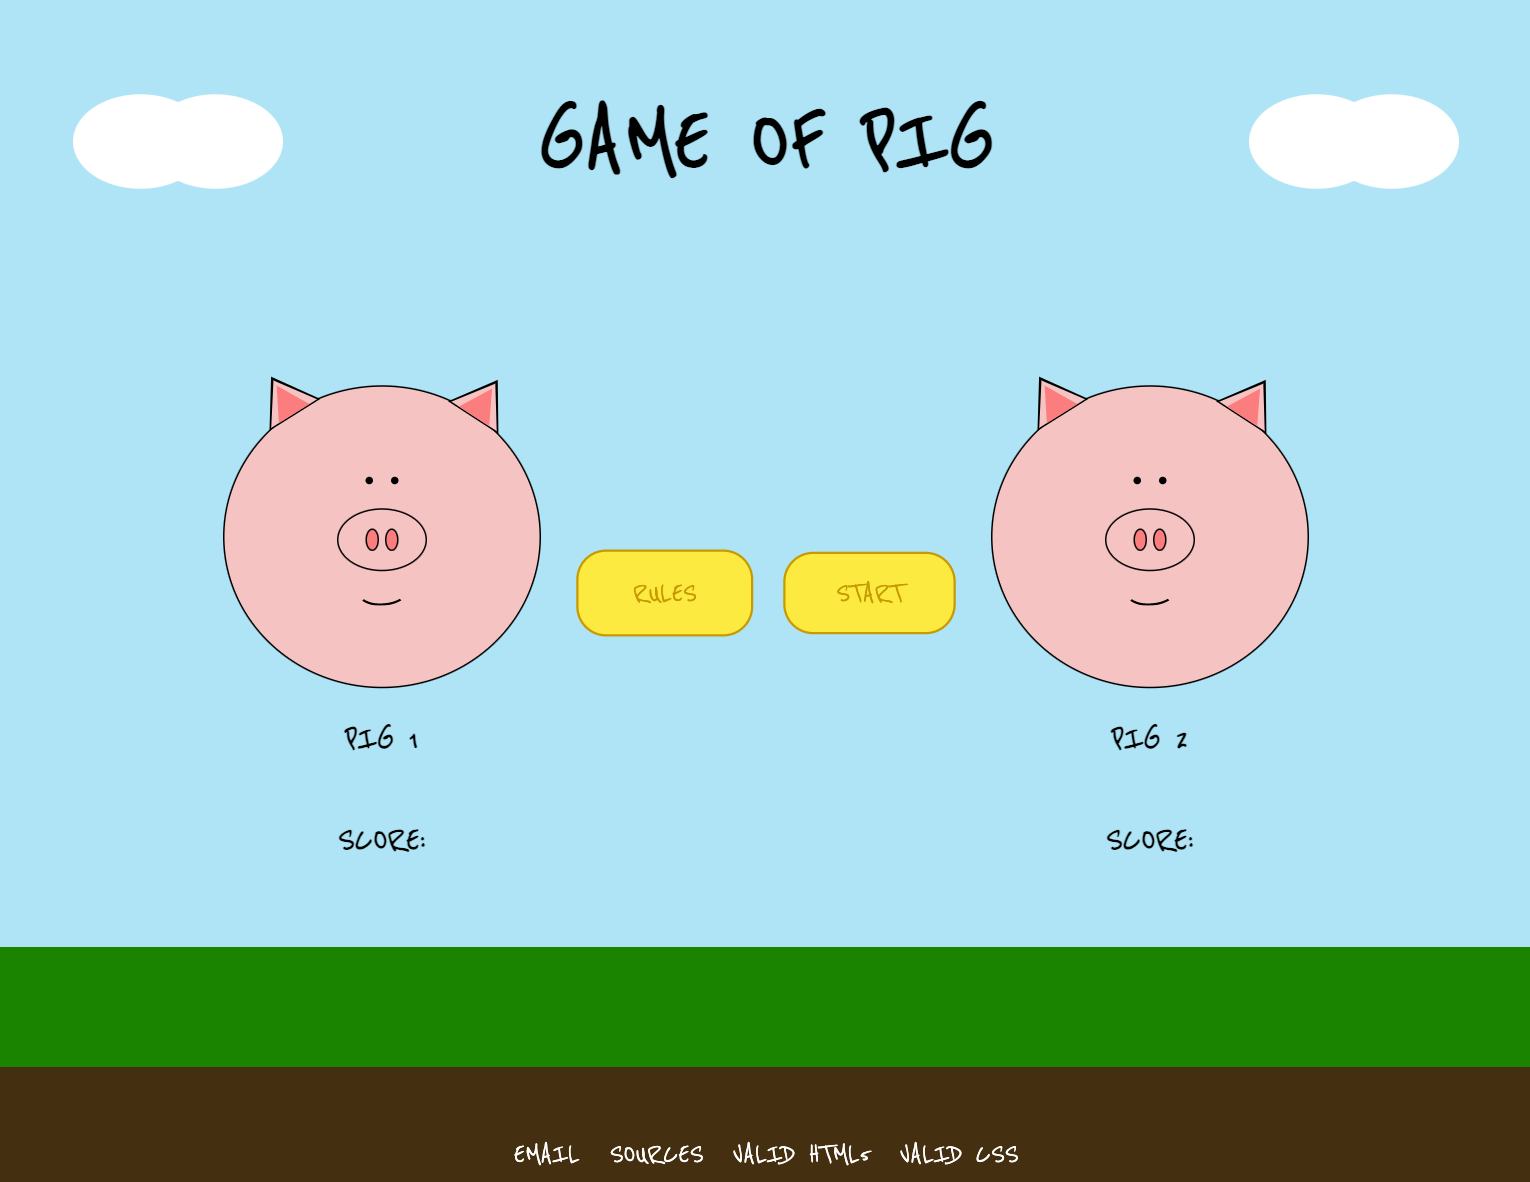 GAME OF PIG
RULES
START
PIG 1
PIG 2
SCORE:
SCORE:
EMAIL SOURCES VALID HTML5 VALID CSS